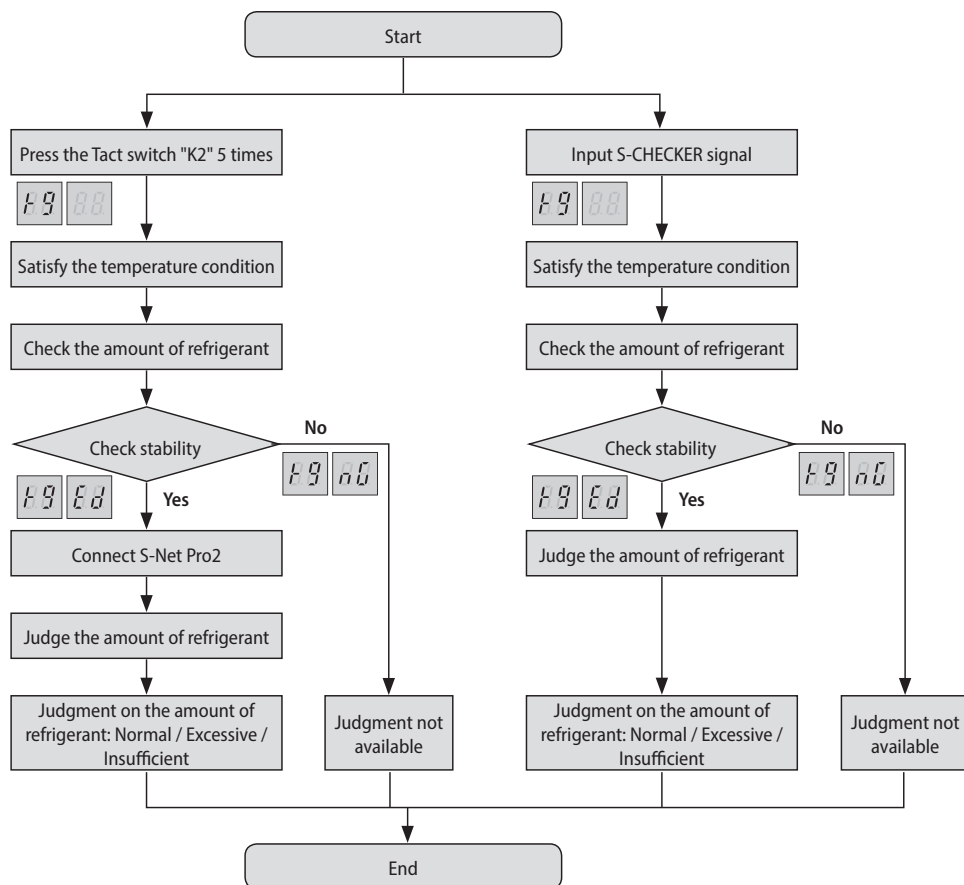 Start
Press the Tact switch "K2" 5 times
Input S-CHECKER signal
Satisfy the temperature condition
Satisfy the temperature condition
Check the amount of refrigerant
Check the amount of refrigerant
Check stability
No
Check stability
No
Yes
Yes
Connect S-Net Pro2
Judge the amount of refrigerant
Judge the amount of refrigerant
Judgment on the amount of
refrigerant: Normal / Excessive /
Insufficient
Judgment not
available
Judgment on the amount of
refrigerant: Normal / Excessive /
Insufficient
Judgment not
available
End